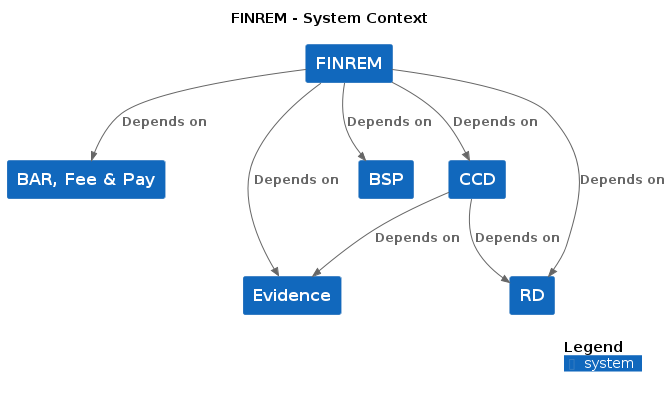 FINREM - System Context
FINREM
Depends on
Depends on
Depends on
BAR, Fee & Pay
Depends on
BSP
CCD
Depends on
Depends on
Depends on
Evidence
RD
Legend
system